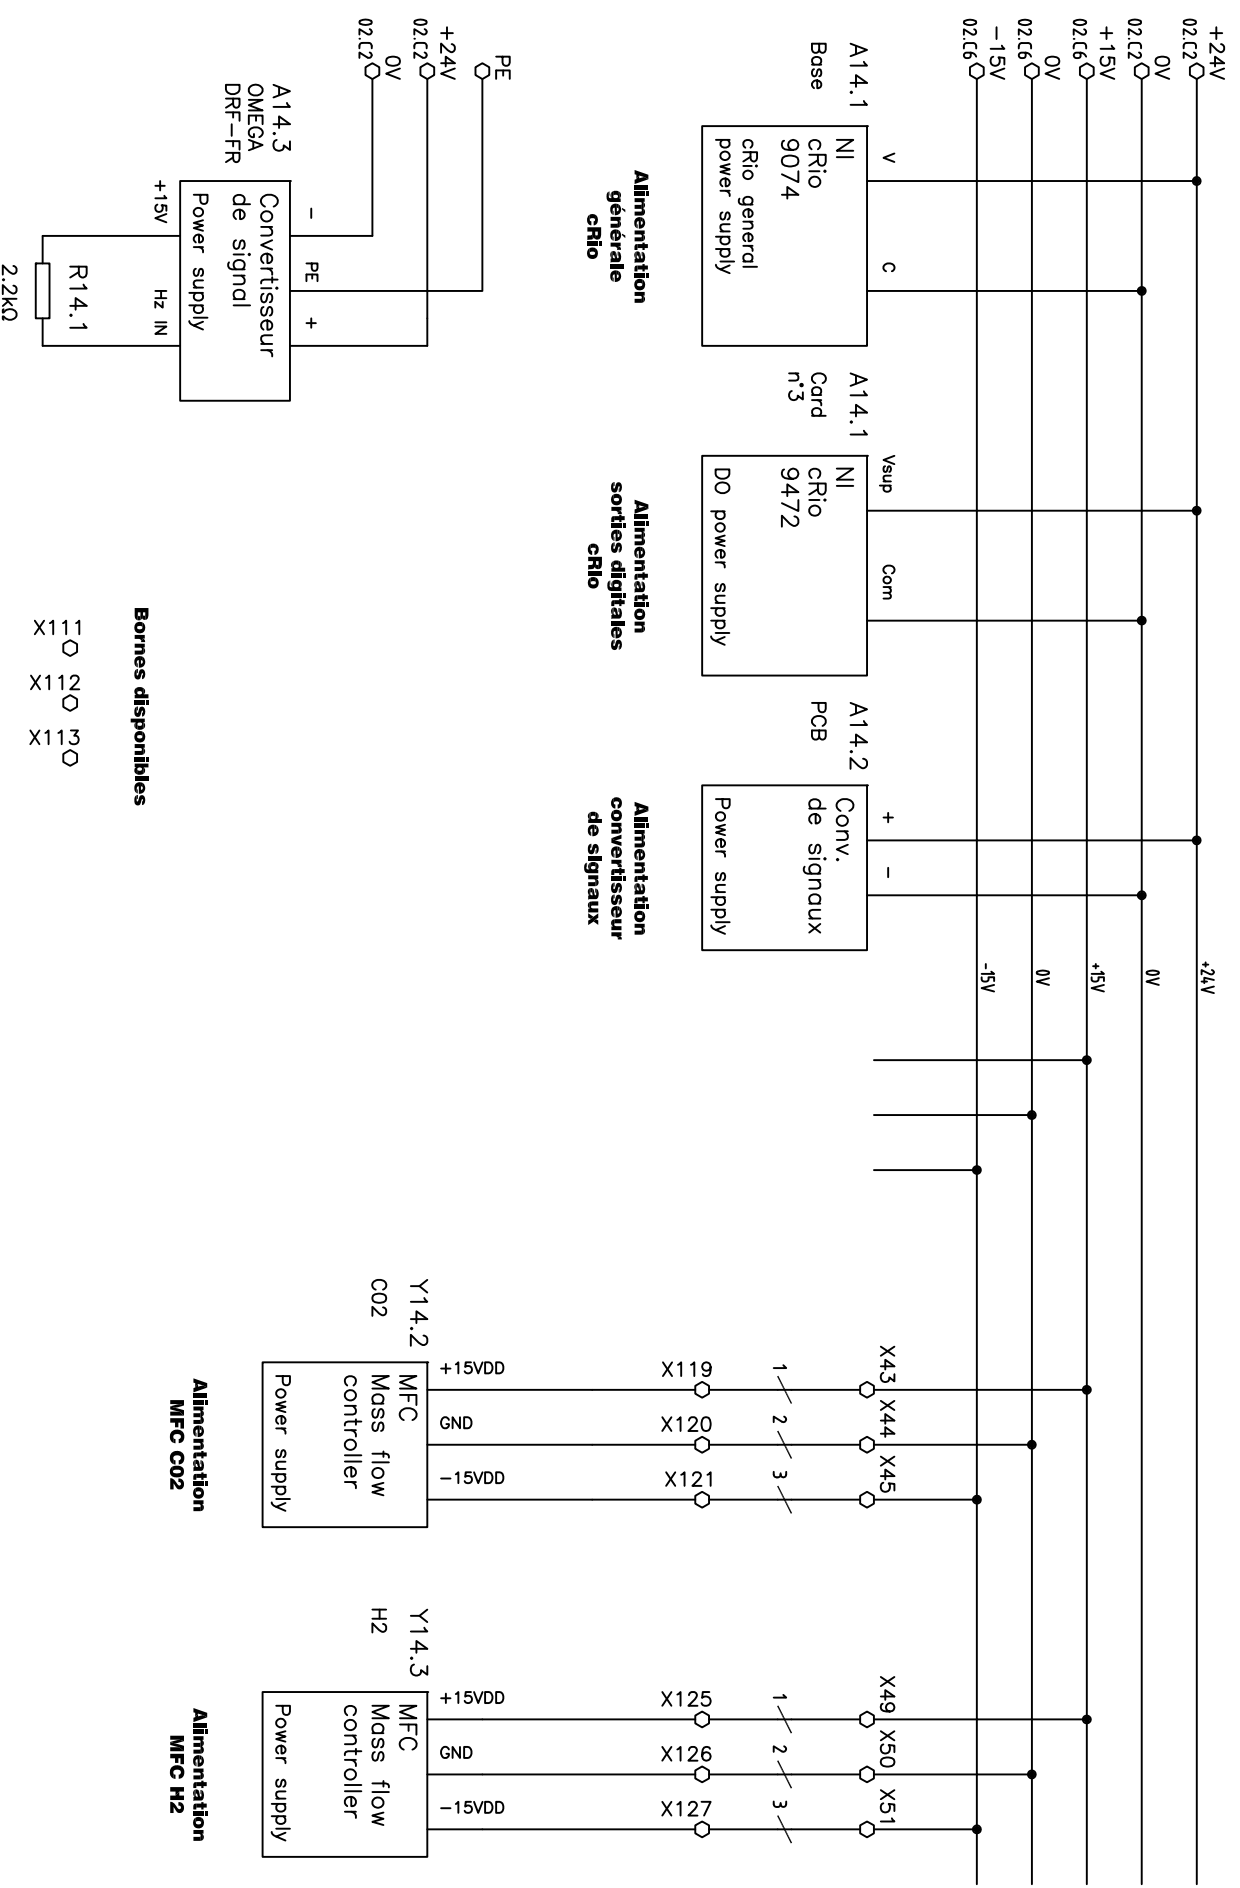 +24V
02.C2
0V
02.C2
+15V
02.C6
0V
02.C6
-15V
02.C6
+24V
0V
+15V
0V
-15V
A14.1
Base
V
C
NI
cRio
9074
cRio general
power supply
Alimentation
générale
cRio
A14.1
Card
n°3
Vsup
Com
NI
cRio
9472
DO power supply
Alimentation
sorties digitales
cRIo
A14.2
PCB
+
-
Conv.
de signaux
Power supply
Alimentation
convertisseur
de signaux
X43
X44
X45
1
2
3
X119
X120
X121
+15VDD
GND
-15VDD
Y14.2
CO2
MFC
Mass flow
controller
Power supply
Alimentation
MFC CO2
X49
X50
X51
1
2
3
X125
X126
X127
+15VDD
GND
-15VDD
Y14.3
H2
MFC
Mass flow
controller
Power supply
Alimentation
MFC H2
PE
+24V
02.C2
0V
02.C2
A14.3
OMEGA
DRF-FR
-
PE
+
Convertisseur
de signal
Power supply
+15V
Hz IN
R14.1
2.2kΩ
Bornes disponibles
X111
X112
X113